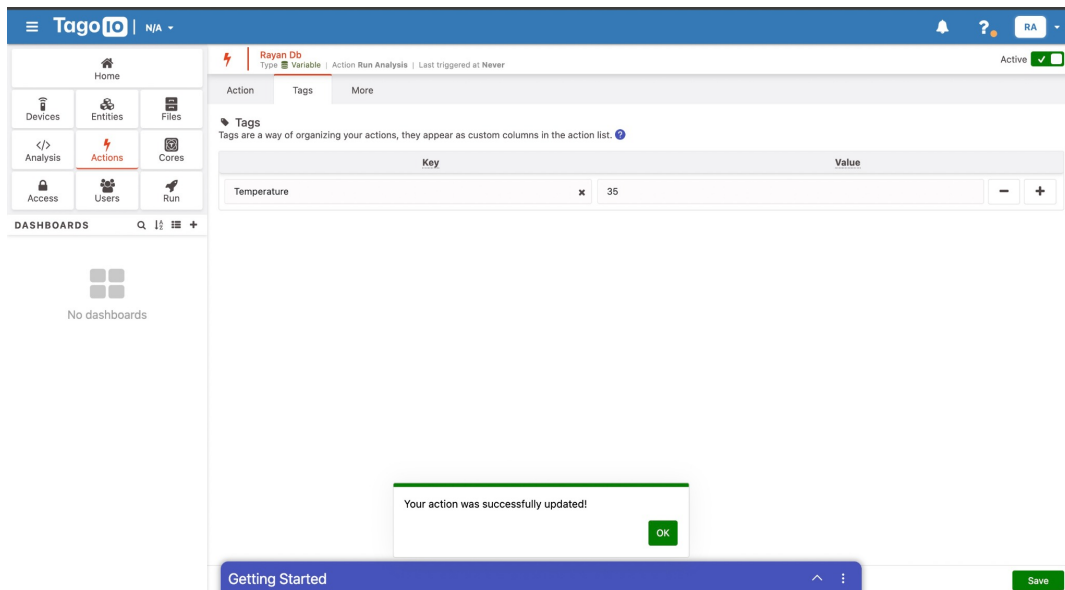 Tago IO | N/A
? RA
Home
Devices Entities Files
</> Analysis Actions Cores
Access Users Run
DASHBOARDS
No dashboards
Rayan Db
Type Variable | Action Run Analysis | Last triggered at Never
Active
Action Tags More
Tags
Tags are a way of organizing your actions, they appear as custom columns in the action list. ?
Key Value
Temperature × 35 − +
Your action was successfully updated!
OK
Getting Started
Save